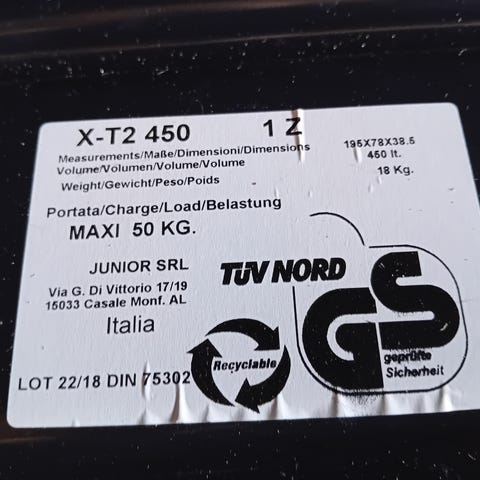 X-T2 450 1 Z
Measurements/Maße/Dimensioni/Dimensions 195X78X38.5
Volume/Volumen/Volume/Volume 450 lt.
Weight/Gewicht/Peso/Poids 18 Kg.
Portata/Charge/Load/Belastung
MAXI 50 KG.
JUNIOR SRL
Via G. Di Vittorio 17/19
15033 Casale Monf. AL
Italia
LOT 22/18 DIN 75302
Recyclable
TÜV NORD
GS
geprüfte
Sicherheit